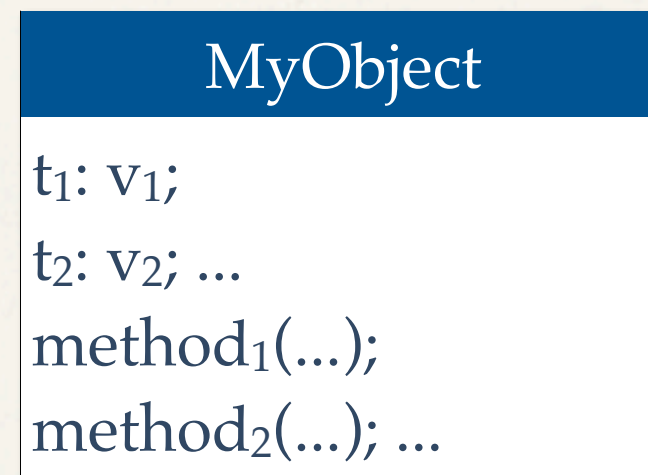 MyObject
t₁: v₁;
t₂: v₂; ...
method₁(...);
method₂(...); ...